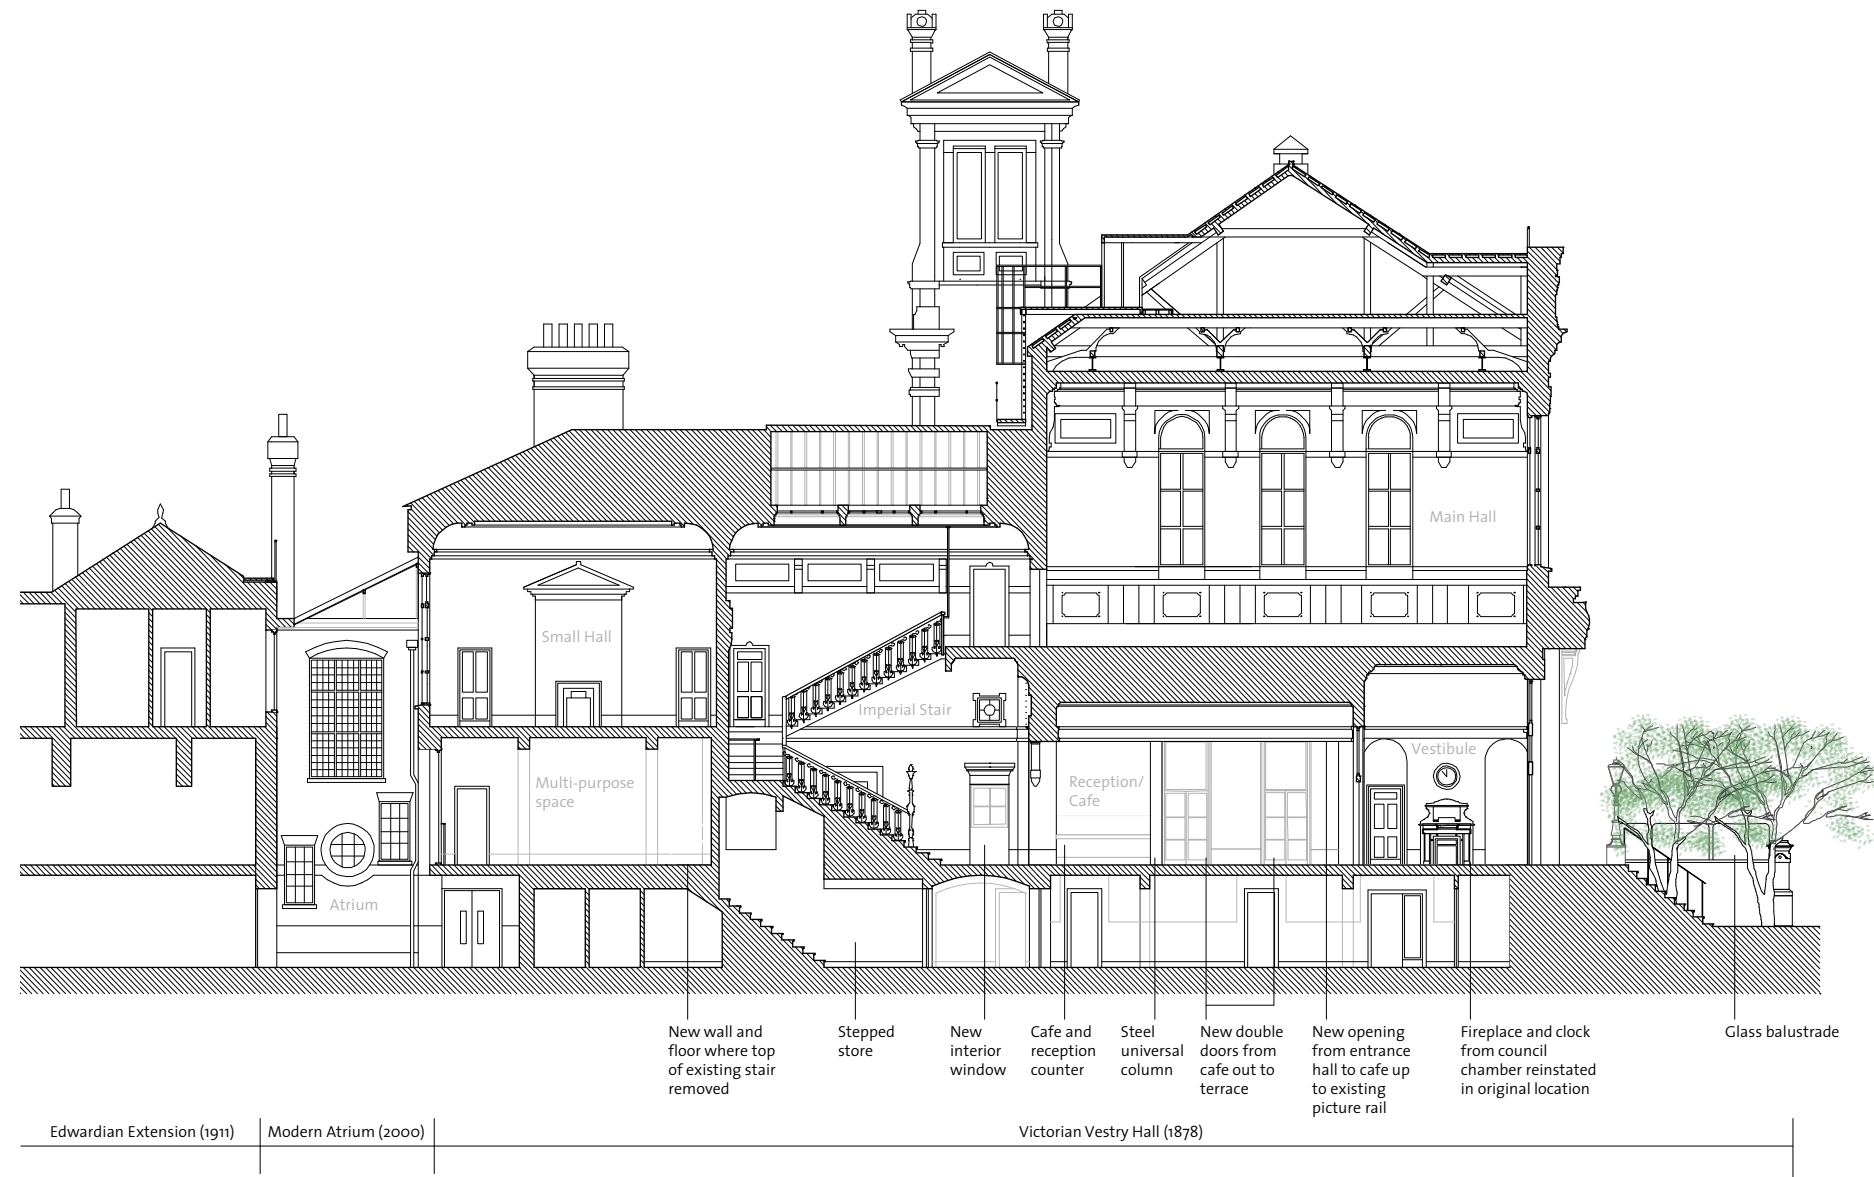 Main Hall
Small Hall
Imperial Stair
Vestibule
Multi-purpose
space
Reception/
Cafe
Atrium
New wall and
floor where top
of existing stair
removed
Stepped
store
New
interior
window
Cafe and
reception
counter
Steel
universal
column
New double
doors from
cafe out to
terrace
New opening
from entrance
hall to cafe up
to existing
picture rail
Fireplace and clock
from council
chamber reinstated
in original location
Glass balustrade
Edwardian Extension (1911)
Modern Atrium (2000)
Victorian Vestry Hall (1878)